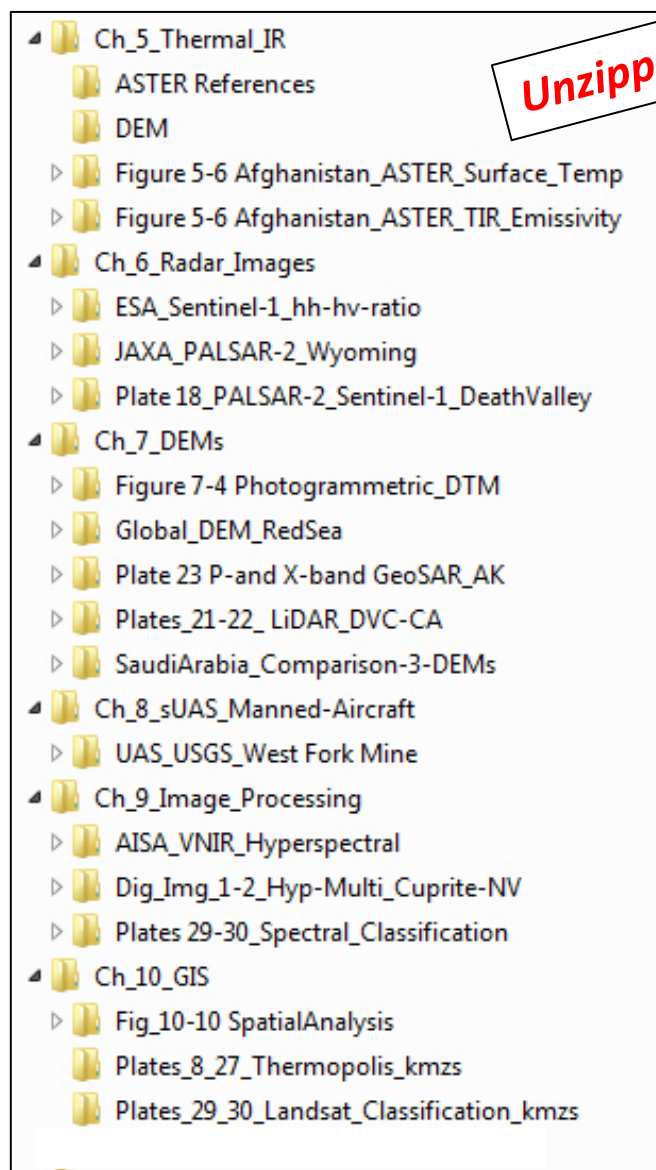 Ch_5_Thermal_IR
Unzipp
ASTER References
DEM
Figure 5-6 Afghanistan_ASTER_Surface_Temp
Figure 5-6 Afghanistan_ASTER_TIR_Emissivity
Ch_6_Radar_Images
ESA_Sentinel-1_hh-hv-ratio
JAXA_PALSAR-2_Wyoming
Plate 18_PALSAR-2_Sentinel-1_DeathValley
Ch_7_DEMs
Figure 7-4 Photogrammetric_DTM
Global_DEM_RedSea
Plate 23 P-and X-band GeoSAR_AK
Plates_21-22_ LiDAR_DVC-CA
SaudiArabia_Comparison-3-DEMs
Ch_8_sUAS_Manned-Aircraft
UAS_USGS_West Fork Mine
Ch_9_Image_Processing
AISA_VNIR_Hyperspectral
Dig_Img_1-2_Hyp-Multi_Cuprite-NV
Plates 29-30_Spectral_Classification
Ch_10_GIS
Fig_10-10 SpatialAnalysis
Plates_8_27_Thermopolis_kmzs
Plates_29_30_Landsat_Classification_kmzs